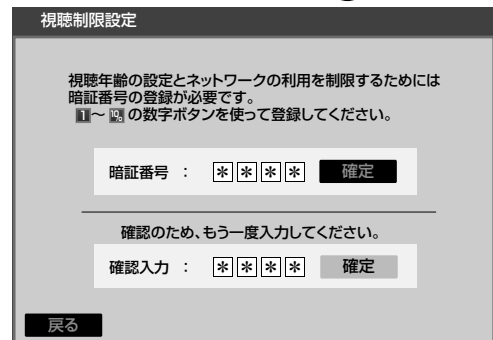 視聴制限設定
視聴年齢の設定とネットワークの利用を制限するためには
暗証番号の登録が必要です。
1～10 の数字ボタンを使って登録してください。
暗証番号 ： ＊＊＊＊ 確定
確認のため、もう一度入力してください。
確認入力 ： ＊＊＊＊ 確定
戻る